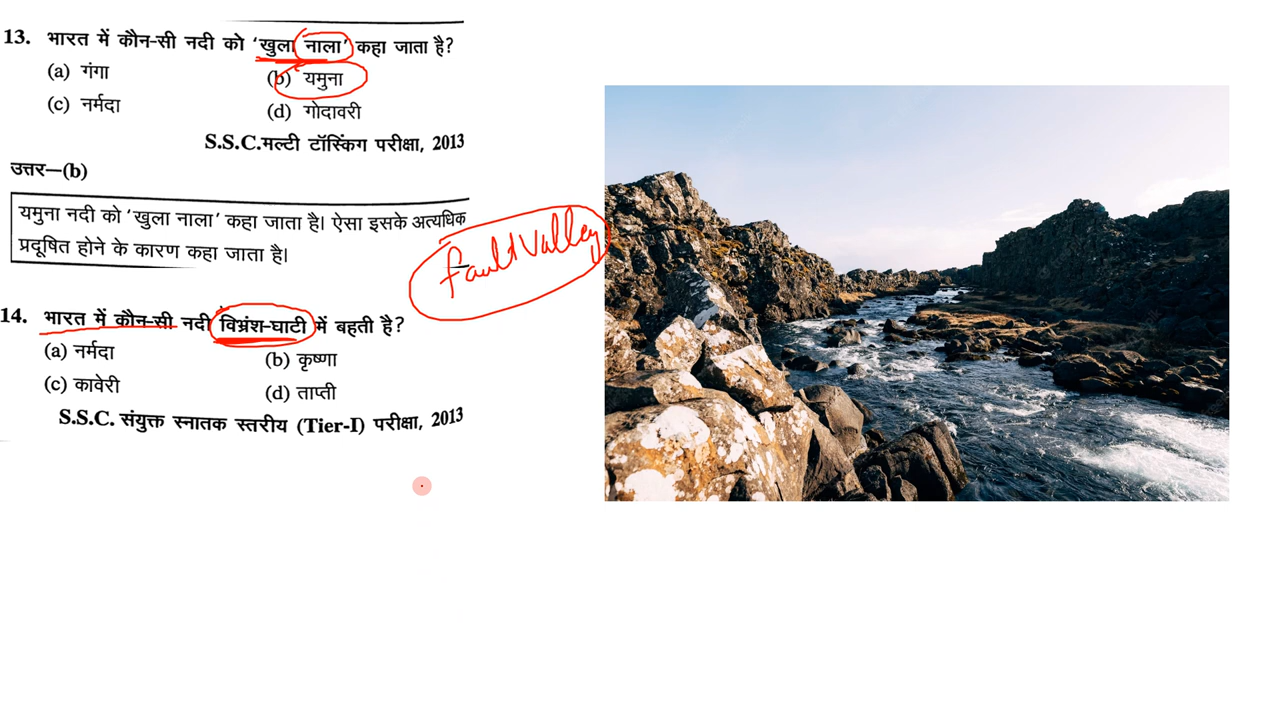 13. भारत में कौन-सी नदी को 'खुला नाला' कहा जाता है?
(a) गंगा (b) यमुना
(c) नर्मदा (d) गोदावरी
S.S.C.मल्टी टॉस्किंग परीक्षा, 2013
उत्तर—(b)
यमुना नदी को 'खुला नाला' कहा जाता है। ऐसा इसके अत्यधिक
प्रदूषित होने के कारण कहा जाता है।
fault valley
14. भारत में कौन-सी नदी विभ्रंश-घाटी में बहती है?
(a) नर्मदा (b) कृष्णा
(c) कावेरी (d) ताप्ती
S.S.C. संयुक्त स्नातक स्तरीय (Tier-I) परीक्षा, 2013